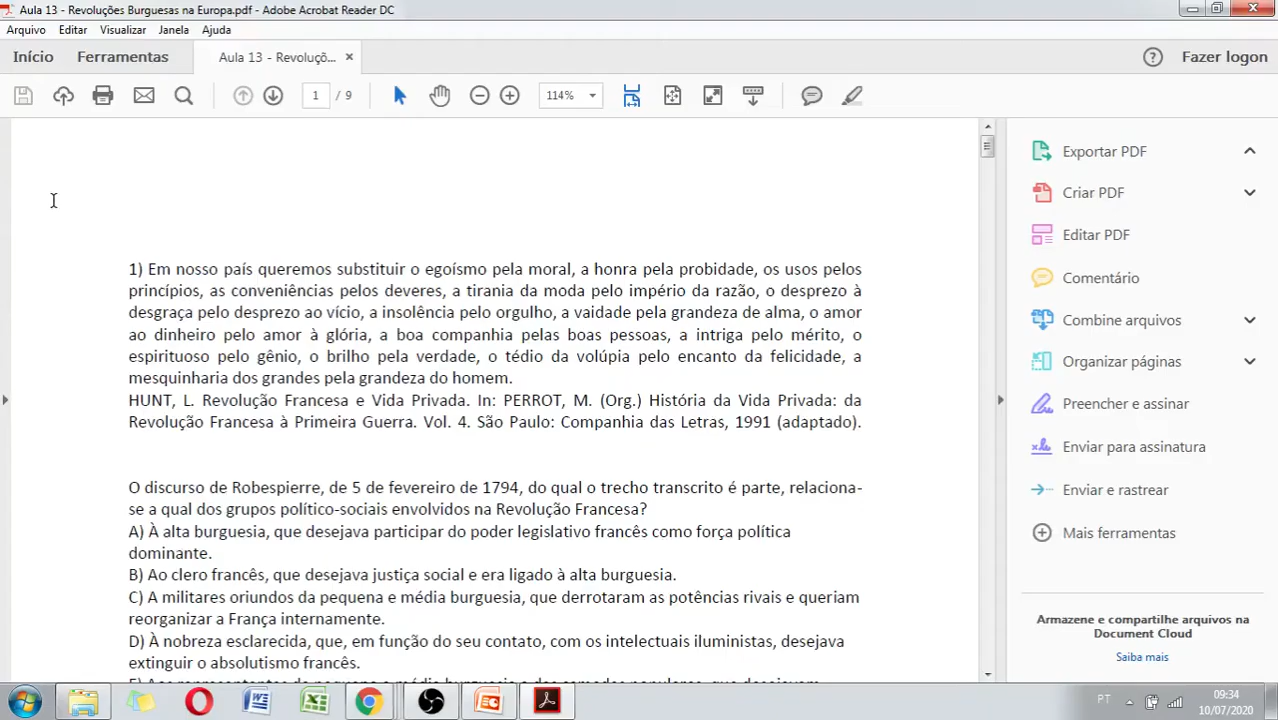 Aula 13 - Revoluções Burguesas na Europa.pdf - Adobe Acrobat Reader DC
Arquivo Editar Visualizar Janela Ajuda
Início Ferramentas Aula 13 - Revoluçõ... × ? Fazer logon
1 / 9 114%
1) Em nosso país queremos substituir o egoísmo pela moral, a honra pela probidade, os usos pelos
princípios, as conveniências pelos deveres, a tirania da moda pelo império da razão, o desprezo à
desgraça pelo desprezo ao vício, a insolência pelo orgulho, a vaidade pela grandeza de alma, o amor
ao dinheiro pelo amor à glória, a boa companhia pelas boas pessoas, a intriga pelo mérito, o
espirituoso pelo gênio, o brilho pela verdade, o tédio da volúpia pelo encanto da felicidade, a
mesquinharia dos grandes pela grandeza do homem.
HUNT, L. Revolução Francesa e Vida Privada. In: PERROT, M. (Org.) História da Vida Privada: da
Revolução Francesa à Primeira Guerra. Vol. 4. São Paulo: Companhia das Letras, 1991 (adaptado).
O discurso de Robespierre, de 5 de fevereiro de 1794, do qual o trecho transcrito é parte, relaciona-
se a qual dos grupos político-sociais envolvidos na Revolução Francesa?
A) À alta burguesia, que desejava participar do poder legislativo francês como força política
dominante.
B) Ao clero francês, que desejava justiça social e era ligado à alta burguesia.
C) A militares oriundos da pequena e média burguesia, que derrotaram as potências rivais e queriam
reorganizar a França internamente.
D) À nobreza esclarecida, que, em função do seu contato, com os intelectuais iluministas, desejava
extinguir o absolutismo francês.
Exportar PDF
Criar PDF
Editar PDF
Comentário
Combine arquivos
Organizar páginas
Preencher e assinar
Enviar para assinatura
Enviar e rastrear
Mais ferramentas
Armazene e compartilhe arquivos na
Document Cloud
Saiba mais
PT 09:34
10/07/2020